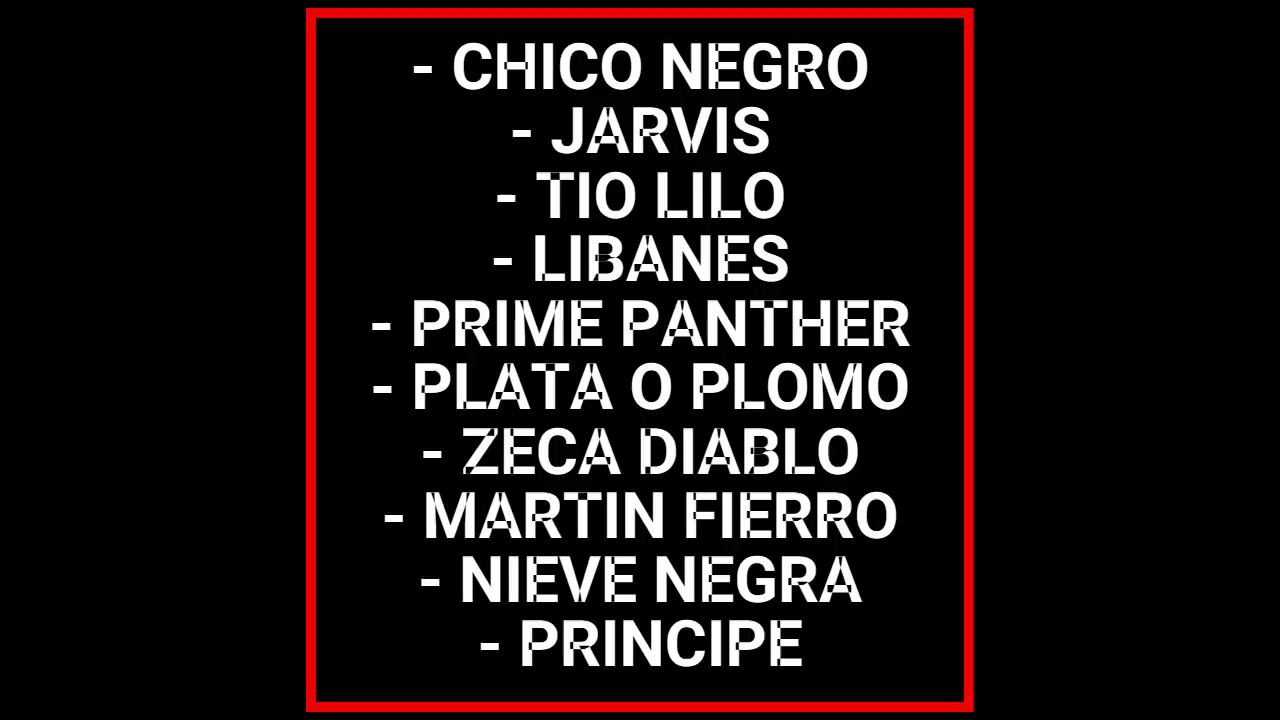 - CHICO NEGRO
- JARVIS
- TIO LILO
- LIBANES
- PRIME PANTHER
- PLATA O PLOMO
- ZECA DIABLO
- MARTIN FIERRO
- NIEVE NEGRA
- PRINCIPE